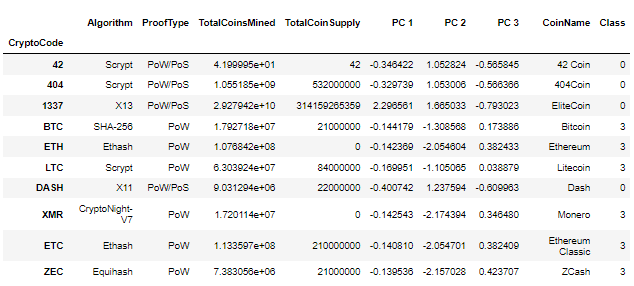 Algorithm ProofType TotalCoinsMined TotalCoinSupply PC 1 PC 2 PC 3 CoinName Class
CryptoCode
42 Scrypt PoW/PoS 4.199995e+01 42 -0.346422 1.052824 -0.565845 42 Coin 0
404 Scrypt PoW/PoS 1.055185e+09 532000000 -0.329739 1.053006 -0.566366 404Coin 0
1337 X13 PoW/PoS 2.927942e+10 314159265359 2.296561 1.665033 -0.793023 EliteCoin 0
BTC SHA-256 PoW 1.792718e+07 21000000 -0.144179 -1.308568 0.173886 Bitcoin 3
ETH Ethash PoW 1.076842e+08 0 -0.142369 -2.054604 0.382433 Ethereum 3
LTC Scrypt PoW 6.303924e+07 84000000 -0.169951 -1.105065 0.038879 Litecoin 3
DASH X11 PoW/PoS 9.031294e+06 22000000 -0.400742 1.237594 -0.609963 Dash 0
XMR CryptoNight-
V7 PoW 1.720114e+07 0 -0.142543 -2.174394 0.346480 Monero 3
ETC Ethash PoW 1.133597e+08 210000000 -0.140810 -2.054701 0.382409 Ethereum
Classic 3
ZEC Equihash PoW 7.383056e+06 21000000 -0.139536 -2.157028 0.423707 ZCash 3